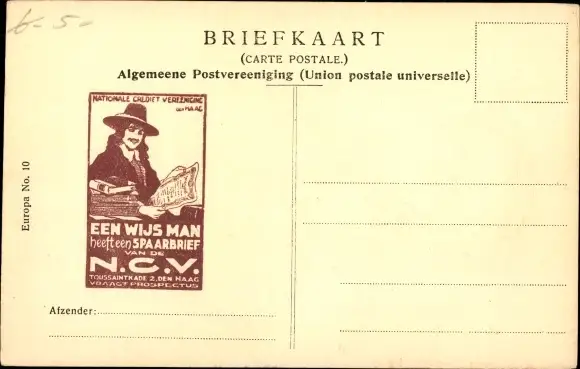 6-5-
BRIEFKAART
(CARTE POSTALE.)
Algemeene Postvereeniging (Union postale universelle)
NATIONALE CREDIET VEREENIGING
DEN HAAG
EEN WIJS MAN
heeft een SPAARBRIEF
VAN DE
N.C.V.
TOUSSAINTKADE 2, DEN HAAG
VRAAGT PROSPECTUS
Europa No. 10
Afzender: